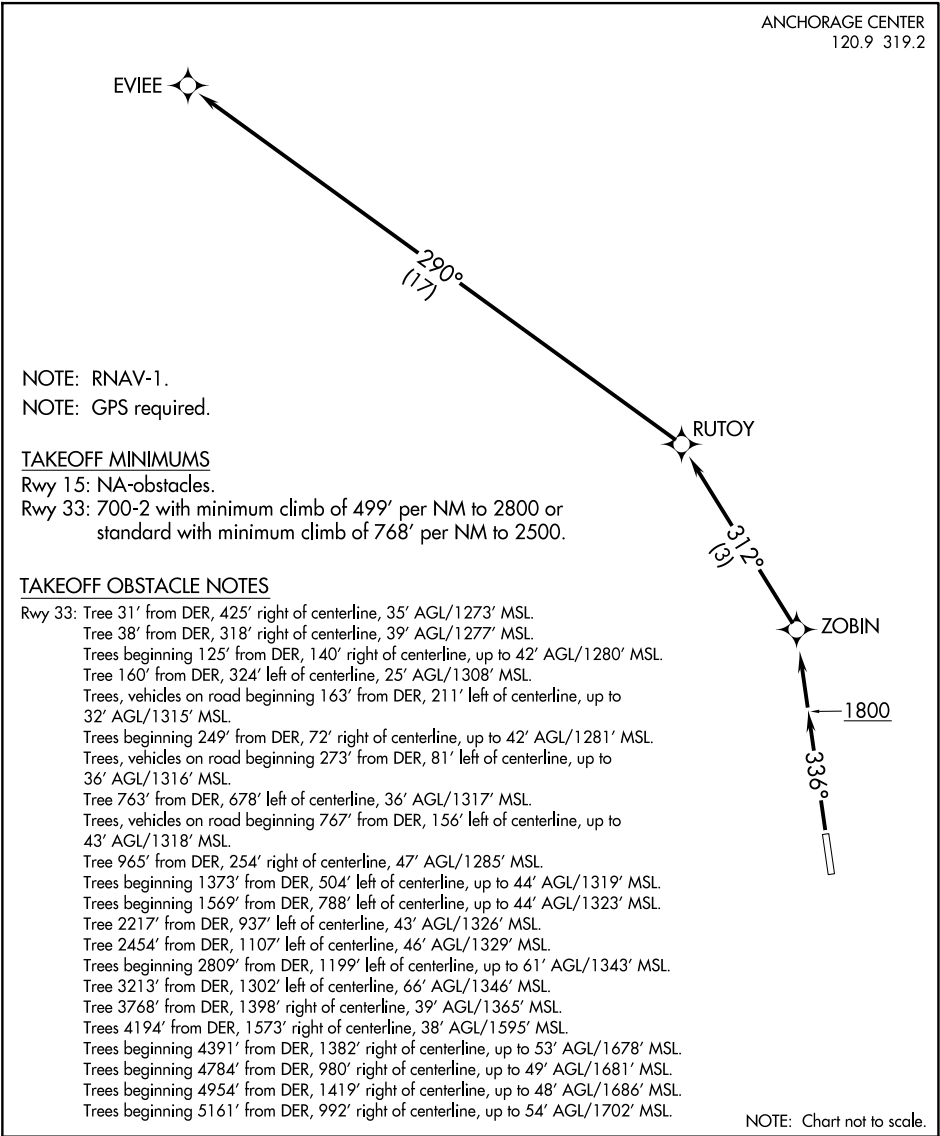 ANCHORAGE CENTER
120.9 319.2
EVIEE
290°
(17)
NOTE: RNAV-1.
NOTE: GPS required.
RUTOY
TAKEOFF MINIMUMS
Rwy 15: NA-obstacles.
Rwy 33: 700-2 with minimum climb of 499' per NM to 2800 or
standard with minimum climb of 768' per NM to 2500.
312°
(3)
TAKEOFF OBSTACLE NOTES
Rwy 33: Tree 31' from DER, 425' right of centerline, 35' AGL/1273' MSL.
Tree 38' from DER, 318' right of centerline, 39' AGL/1277' MSL.
ZOBIN
Trees beginning 125' from DER, 140' right of centerline, up to 42' AGL/1280' MSL.
Tree 160' from DER, 324' left of centerline, 25' AGL/1308' MSL.
Trees, vehicles on road beginning 163' from DER, 211' left of centerline, up to
32' AGL/1315' MSL.
1800
Trees beginning 249' from DER, 72' right of centerline, up to 42' AGL/1281' MSL.
Trees, vehicles on road beginning 273' from DER, 81' left of centerline, up to
36' AGL/1316' MSL.
336°
Tree 763' from DER, 678' left of centerline, 36' AGL/1317' MSL.
Trees, vehicles on road beginning 767' from DER, 156' left of centerline, up to
43' AGL/1318' MSL.
Tree 965' from DER, 254' right of centerline, 47' AGL/1285' MSL.
Trees beginning 1373' from DER, 504' left of centerline, up to 44' AGL/1319' MSL.
Trees beginning 1569' from DER, 788' left of centerline, up to 44' AGL/1323' MSL.
Tree 2217' from DER, 937' left of centerline, 43' AGL/1326' MSL.
Tree 2454' from DER, 1107' left of centerline, 46' AGL/1329' MSL.
Trees beginning 2809' from DER, 1199' left of centerline, up to 61' AGL/1343' MSL.
Tree 3213' from DER, 1302' left of centerline, 66' AGL/1346' MSL.
Tree 3768' from DER, 1398' right of centerline, 39' AGL/1365' MSL.
Trees 4194' from DER, 1573' right of centerline, 38' AGL/1595' MSL.
Trees beginning 4391' from DER, 1382' right of centerline, up to 53' AGL/1678' MSL.
Trees beginning 4784' from DER, 980' right of centerline, up to 49' AGL/1681' MSL.
Trees beginning 4954' from DER, 1419' right of centerline, up to 48' AGL/1686' MSL.
Trees beginning 5161' from DER, 992' right of centerline, up to 54' AGL/1702' MSL.
NOTE: Chart not to scale.